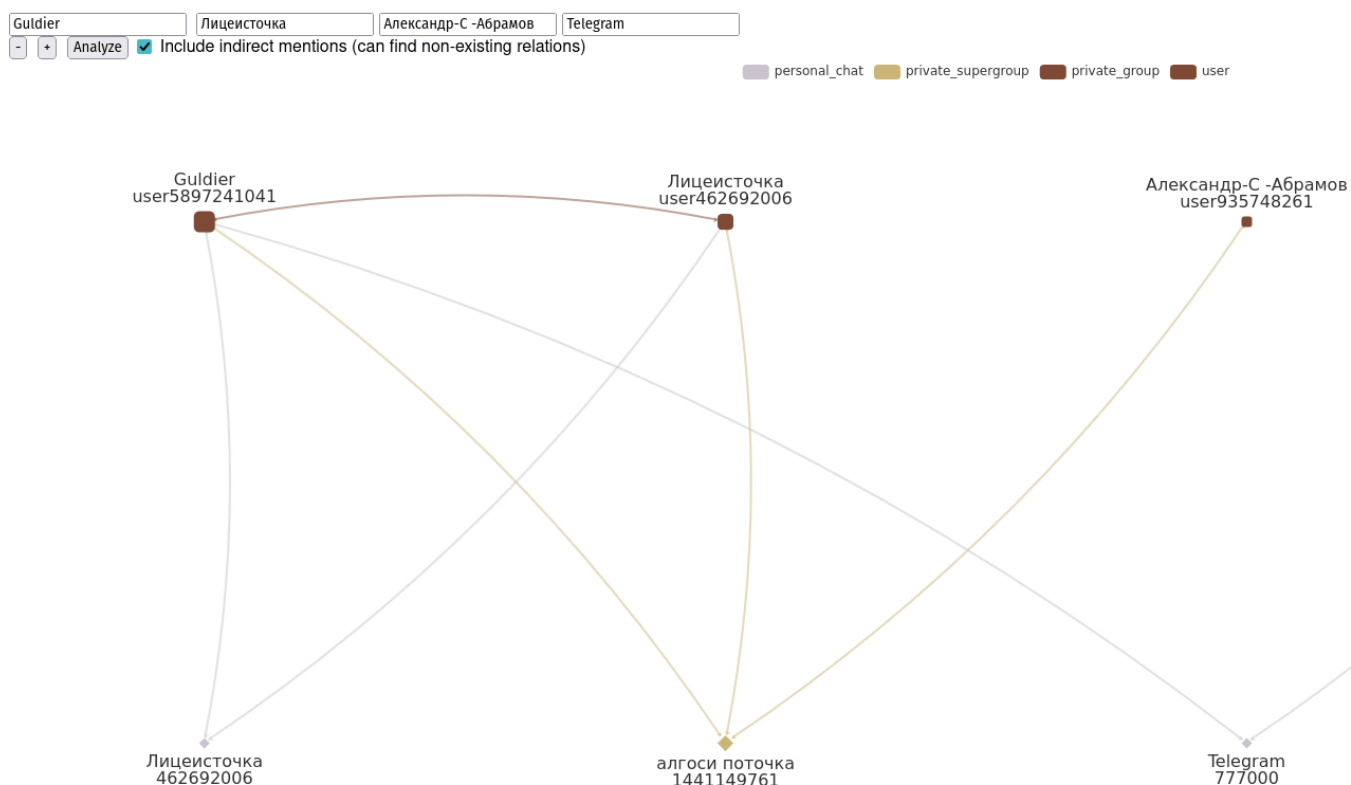 Guldier Лицеисточка Александр-С -Абрамов Telegram
- + Analyze Include indirect mentions (can find non-existing relations)
personal_chat private_supergroup private_group user
Guldier
user5897241041
Лицеисточка
user462692006
Александр-С -Абрамов
user935748261
Лицеисточка
462692006
алгоси поточка
1441149761
Telegram
777000